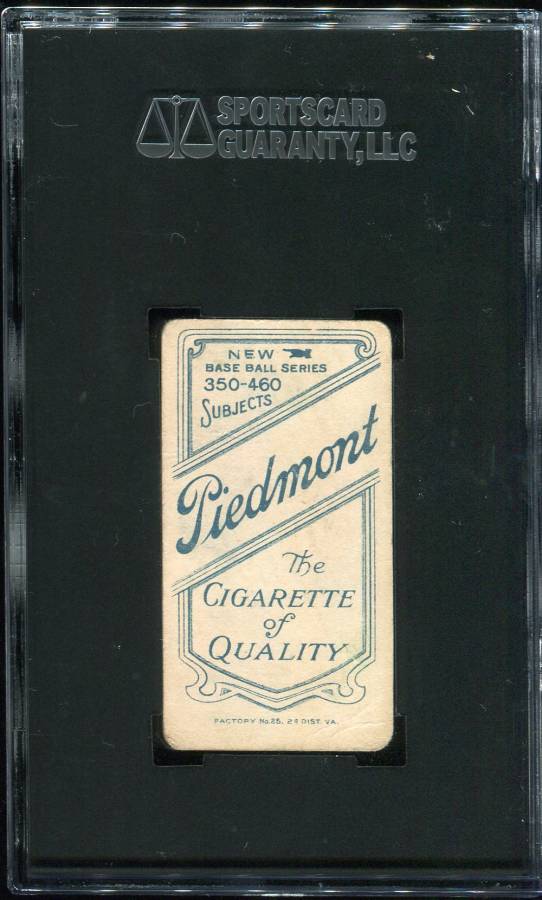 SPORTSCARD
GUARANTY, LLC
NEW
BASE BALL SERIES
350-460
SUBJECTS
Piedmont
The
CIGARETTE
of
QUALITY
FACTORY No. 25, 2d DIST. VA.